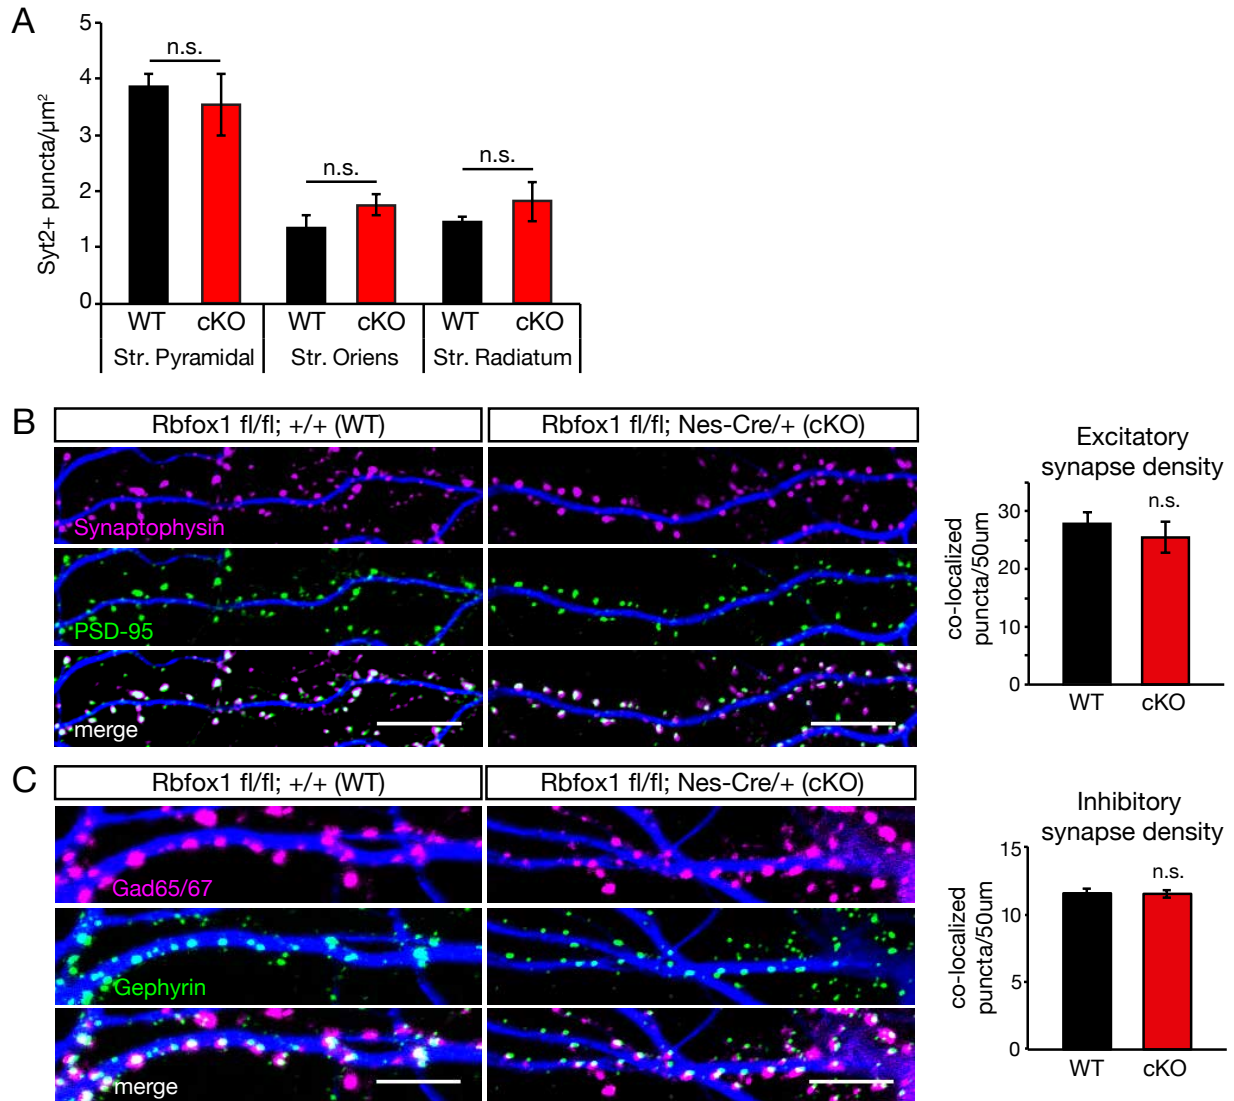 A
5
4
3
2
1
0
Syt2+ puncta/µm²
n.s.
n.s.
n.s.
WT cKO WT cKO WT cKO
Str. Pyramidal Str. Oriens Str. Radiatum
B
Rbfox1 fl/fl; +/+ (WT)
Rbfox1 fl/fl; Nes-Cre/+ (cKO)
Synaptophysin
PSD-95
merge
Excitatory
synapse density
n.s.
30
20
10
0
co-localized
puncta/50um
WT cKO
C
Rbfox1 fl/fl; +/+ (WT)
Rbfox1 fl/fl; Nes-Cre/+ (cKO)
Gad65/67
Gephyrin
merge
Inhibitory
synapse density
n.s.
15
10
5
0
co-localized
puncta/50um
WT cKO